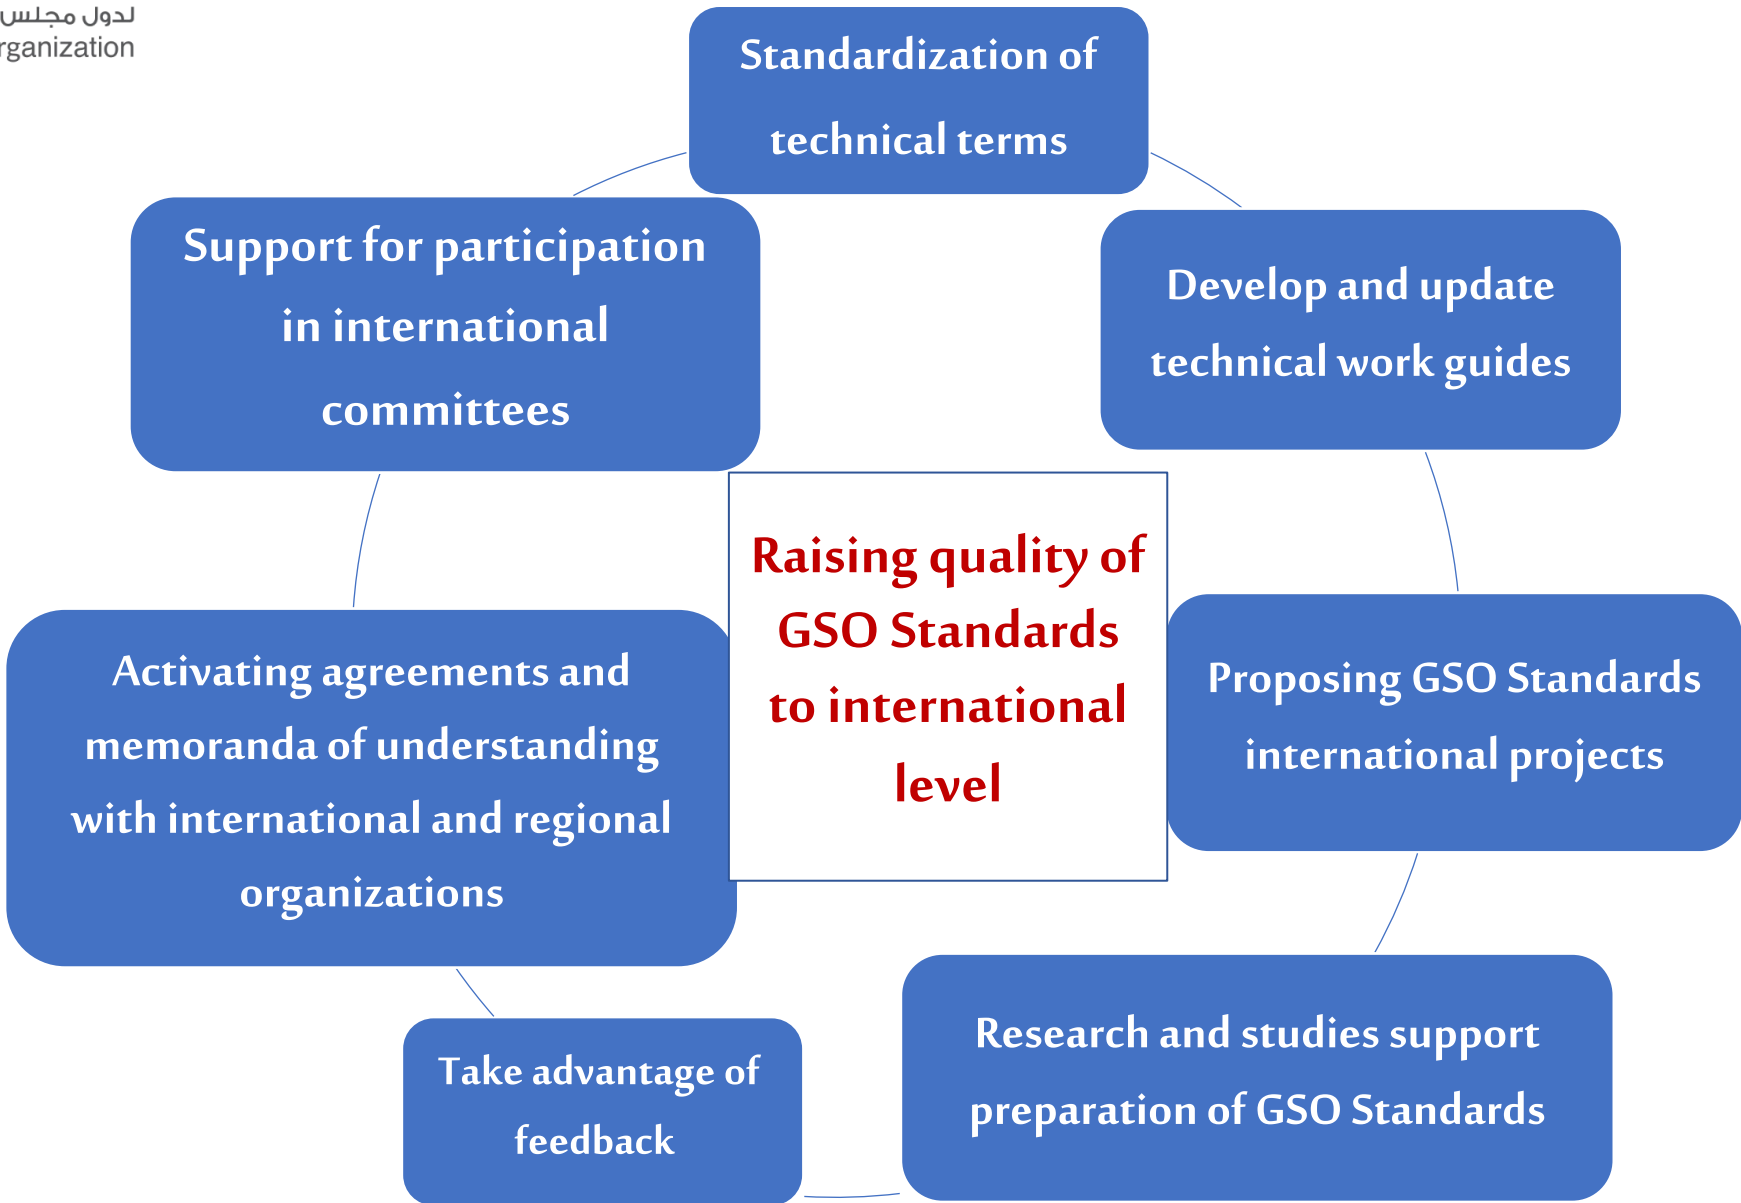 لدول مجلس
rganization
Standardization of
technical terms
Support for participation
in international
committees
Develop and update
technical work guides
Raising quality of
GSO Standards
to international
level
Activating agreements and
memoranda of understanding
with international and regional
organizations
Proposing GSO Standards
international projects
Research and studies support
preparation of GSO Standards
Take advantage of
feedback